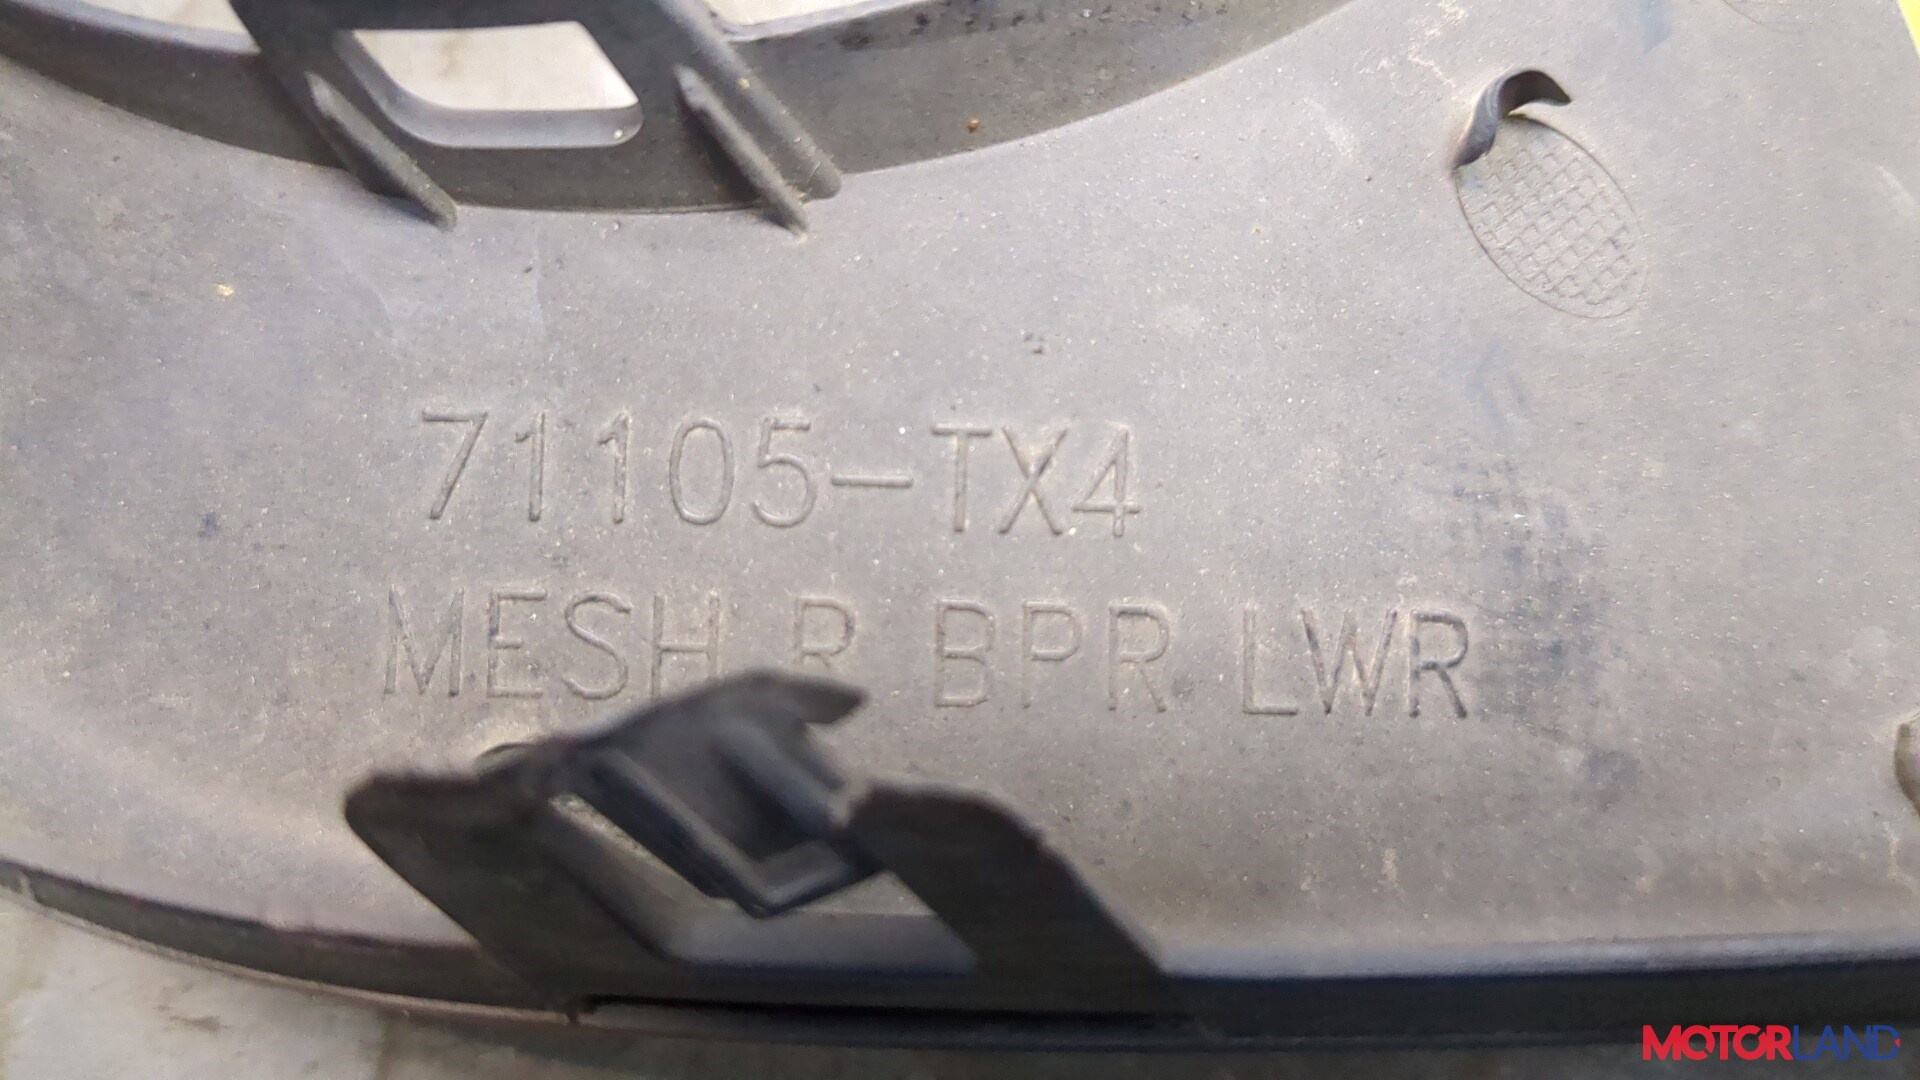 71105-TX4
MESH R BPR LWR
MOTORLAND